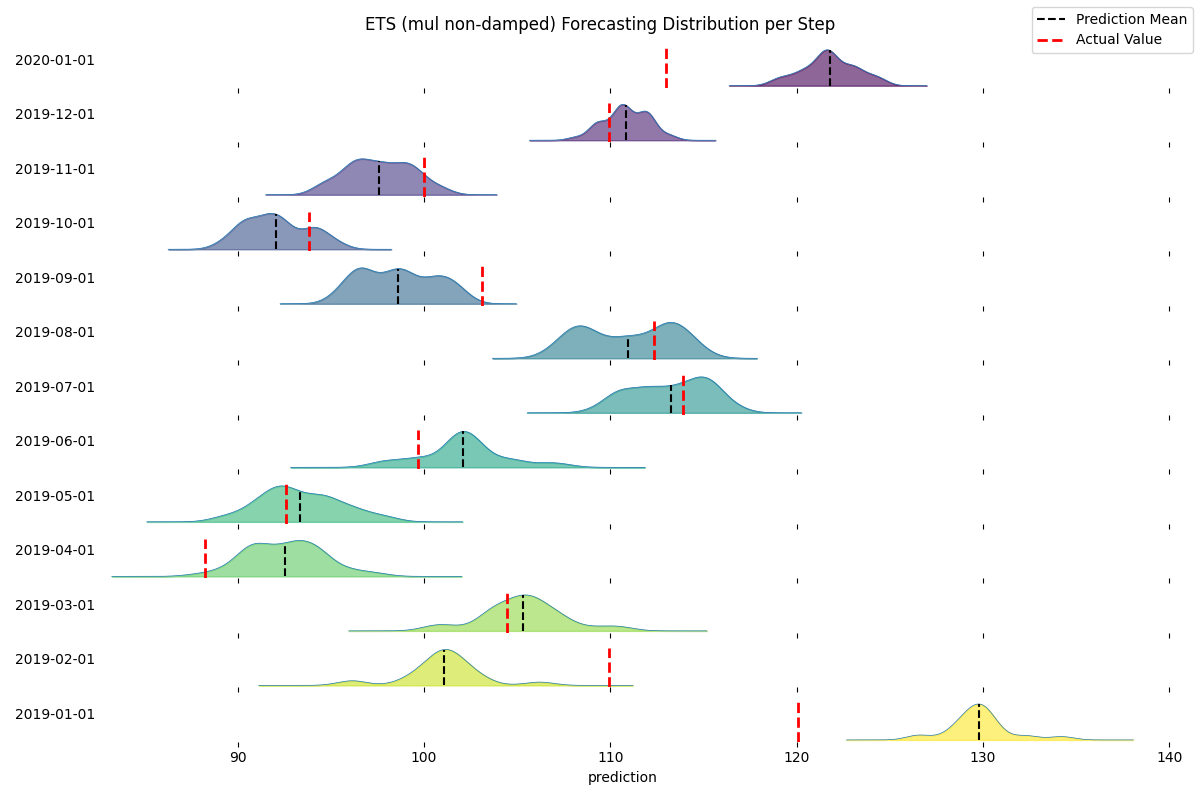 ETS (mul non-damped) Forecasting Distribution per Step
Prediction Mean
Actual Value
2020-01-01
2019-12-01
2019-11-01
2019-10-01
2019-09-01
2019-08-01
2019-07-01
2019-06-01
2019-05-01
2019-04-01
2019-03-01
2019-02-01
2019-01-01
90 100 110 120 130 140
prediction